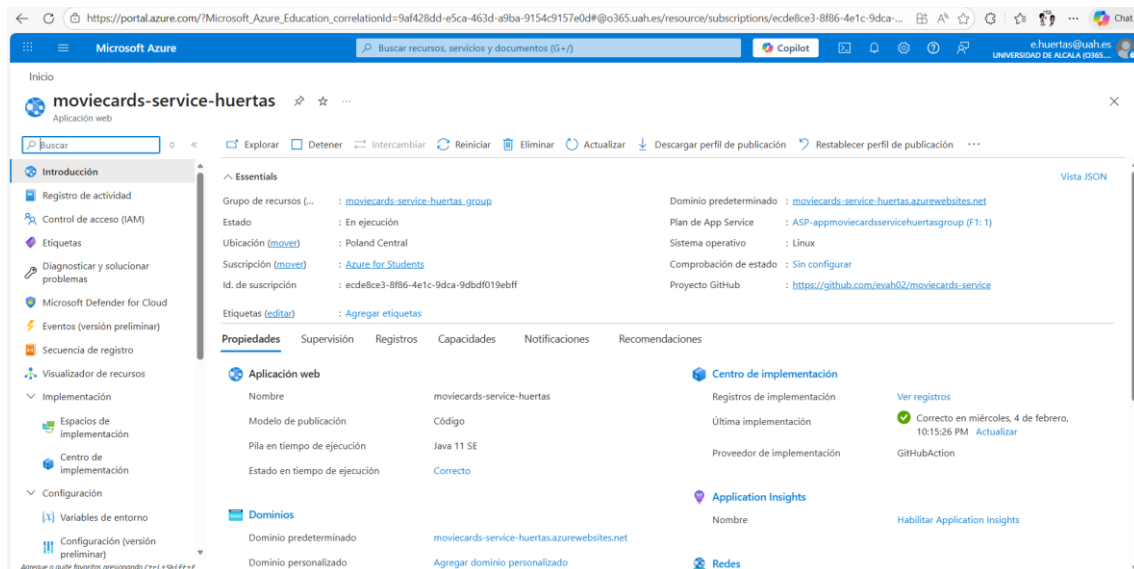 https://portal.azure.com/?Microsoft_Azure_Education_correlationId=9af428dd-e5ca-463d-a9ba-9154c9157e0d#@o365.uah.es/resource/subscriptions/ecde8ce3-8f86-4e1c-9dca-...
Chat
Microsoft Azure
Buscar recursos, servicios y documentos (G+/)
Copilot
e.huertas@uah.es
UNIVERSIDAD DE ALCALA (O365....
Inicio
moviecards-service-huertas
Aplicación web
Buscar
Explorar Detener Intercambiar Reiniciar Eliminar Actualizar Descargar perfil de publicación Restablecer perfil de publicación ...
Introducción
Registro de actividad
Control de acceso (IAM)
Etiquetas
Diagnosticar y solucionar
problemas
Microsoft Defender for Cloud
Eventos (versión preliminar)
Secuencia de registro
Visualizador de recursos
Implementación
Espacios de
implementación
Centro de
implementación
Configuración
Variables de entorno
Configuración (versión
preliminar)
Agregue o quite favoritos presionando Ctrl+Shift+F
Essentials
Vista JSON
Grupo de recursos (... : moviecards-service-huertas_group
Estado : En ejecución
Ubicación (mover) : Poland Central
Suscripción (mover) : Azure for Students
Id. de suscripción : ecde8ce3-8f86-4e1c-9dca-9dbdf019ebff
Etiquetas (editar) : Agregar etiquetas
Dominio predeterminado : moviecards-service-huertas.azurewebsites.net
Plan de App Service : ASP-appmoviecardsservicehuertasgroup (F1: 1)
Sistema operativo : Linux
Comprobación de estado : Sin configurar
Proyecto GitHub : https://github.com/evah02/moviecards-service
Propiedades Supervisión Registros Capacidades Notificaciones Recomendaciones
Aplicación web
Nombre moviecards-service-huertas
Modelo de publicación Código
Pila en tiempo de ejecución Java 11 SE
Estado en tiempo de ejecución Correcto
Dominios
Dominio predeterminado moviecards-service-huertas.azurewebsites.net
Dominio personalizado Agregar dominio personalizado
Centro de implementación
Registros de implementación Ver registros
Última implementación Correcto en miércoles, 4 de febrero,
10:15:26 PM Actualizar
Proveedor de implementación GitHubAction
Application Insights
Nombre Habilitar Application Insights
Redes